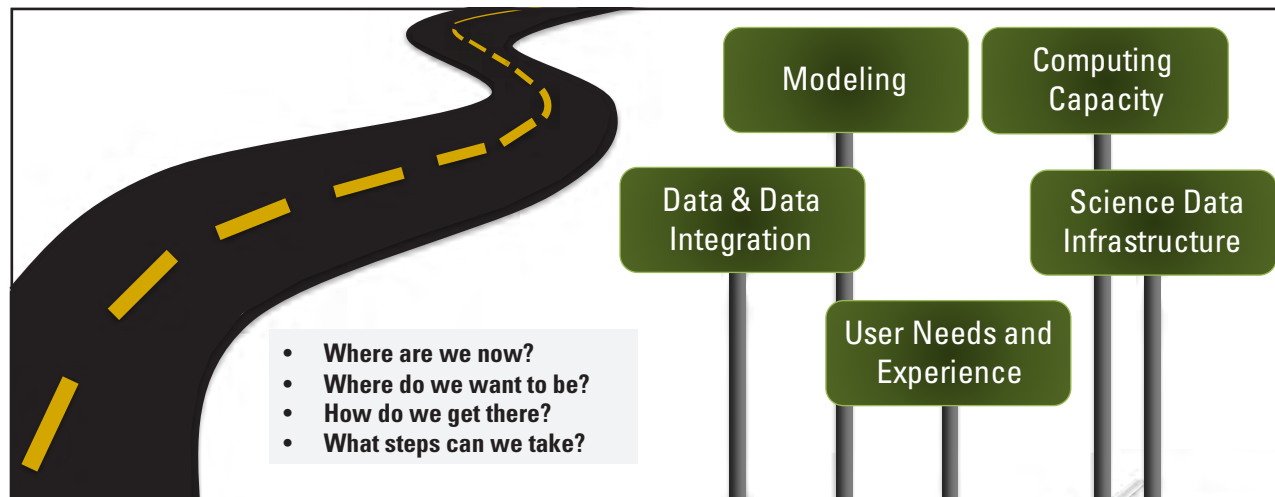 Modeling
Computing
Capacity
Data & Data
Integration
Science Data
Infrastructure
User Needs and
Experience
• Where are we now?
• Where do we want to be?
• How do we get there?
• What steps can we take?